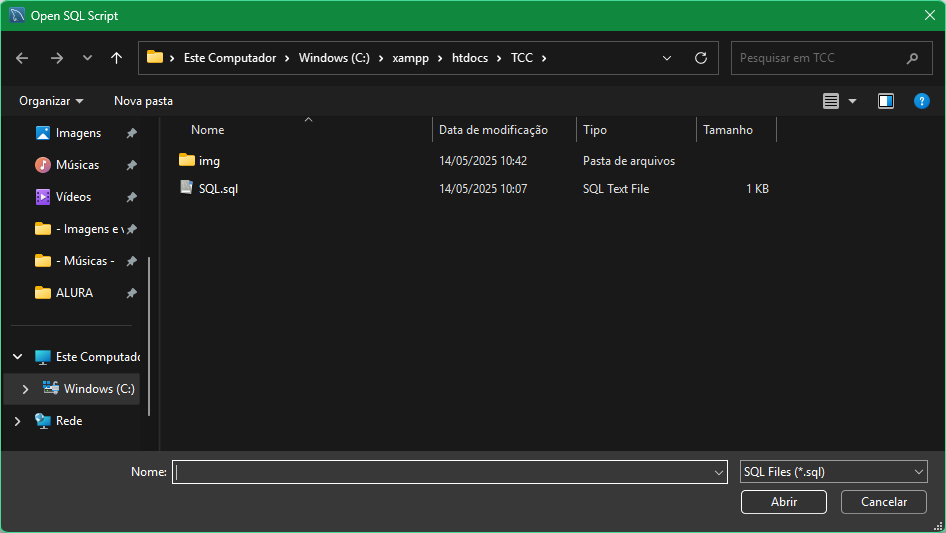 Open SQL Script
Este Computador > Windows (C:) > xampp > htdocs > TCC >
Pesquisar em TCC
Organizar
Nova pasta
Nome
Data de modificação
Tipo
Tamanho
img
14/05/2025 10:42
Pasta de arquivos
SQL.sql
14/05/2025 10:07
SQL Text File
1 KB
Imagens
Músicas
Vídeos
- Imagens e v
- Músicas -
ALURA
Este Computado
Windows (C:)
Rede
Nome:
SQL Files (*.sql)
Abrir
Cancelar